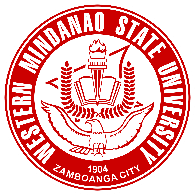 WESTERN MINDANAO STATE UNIVERSITY
1904
ZAMBOANGA CITY